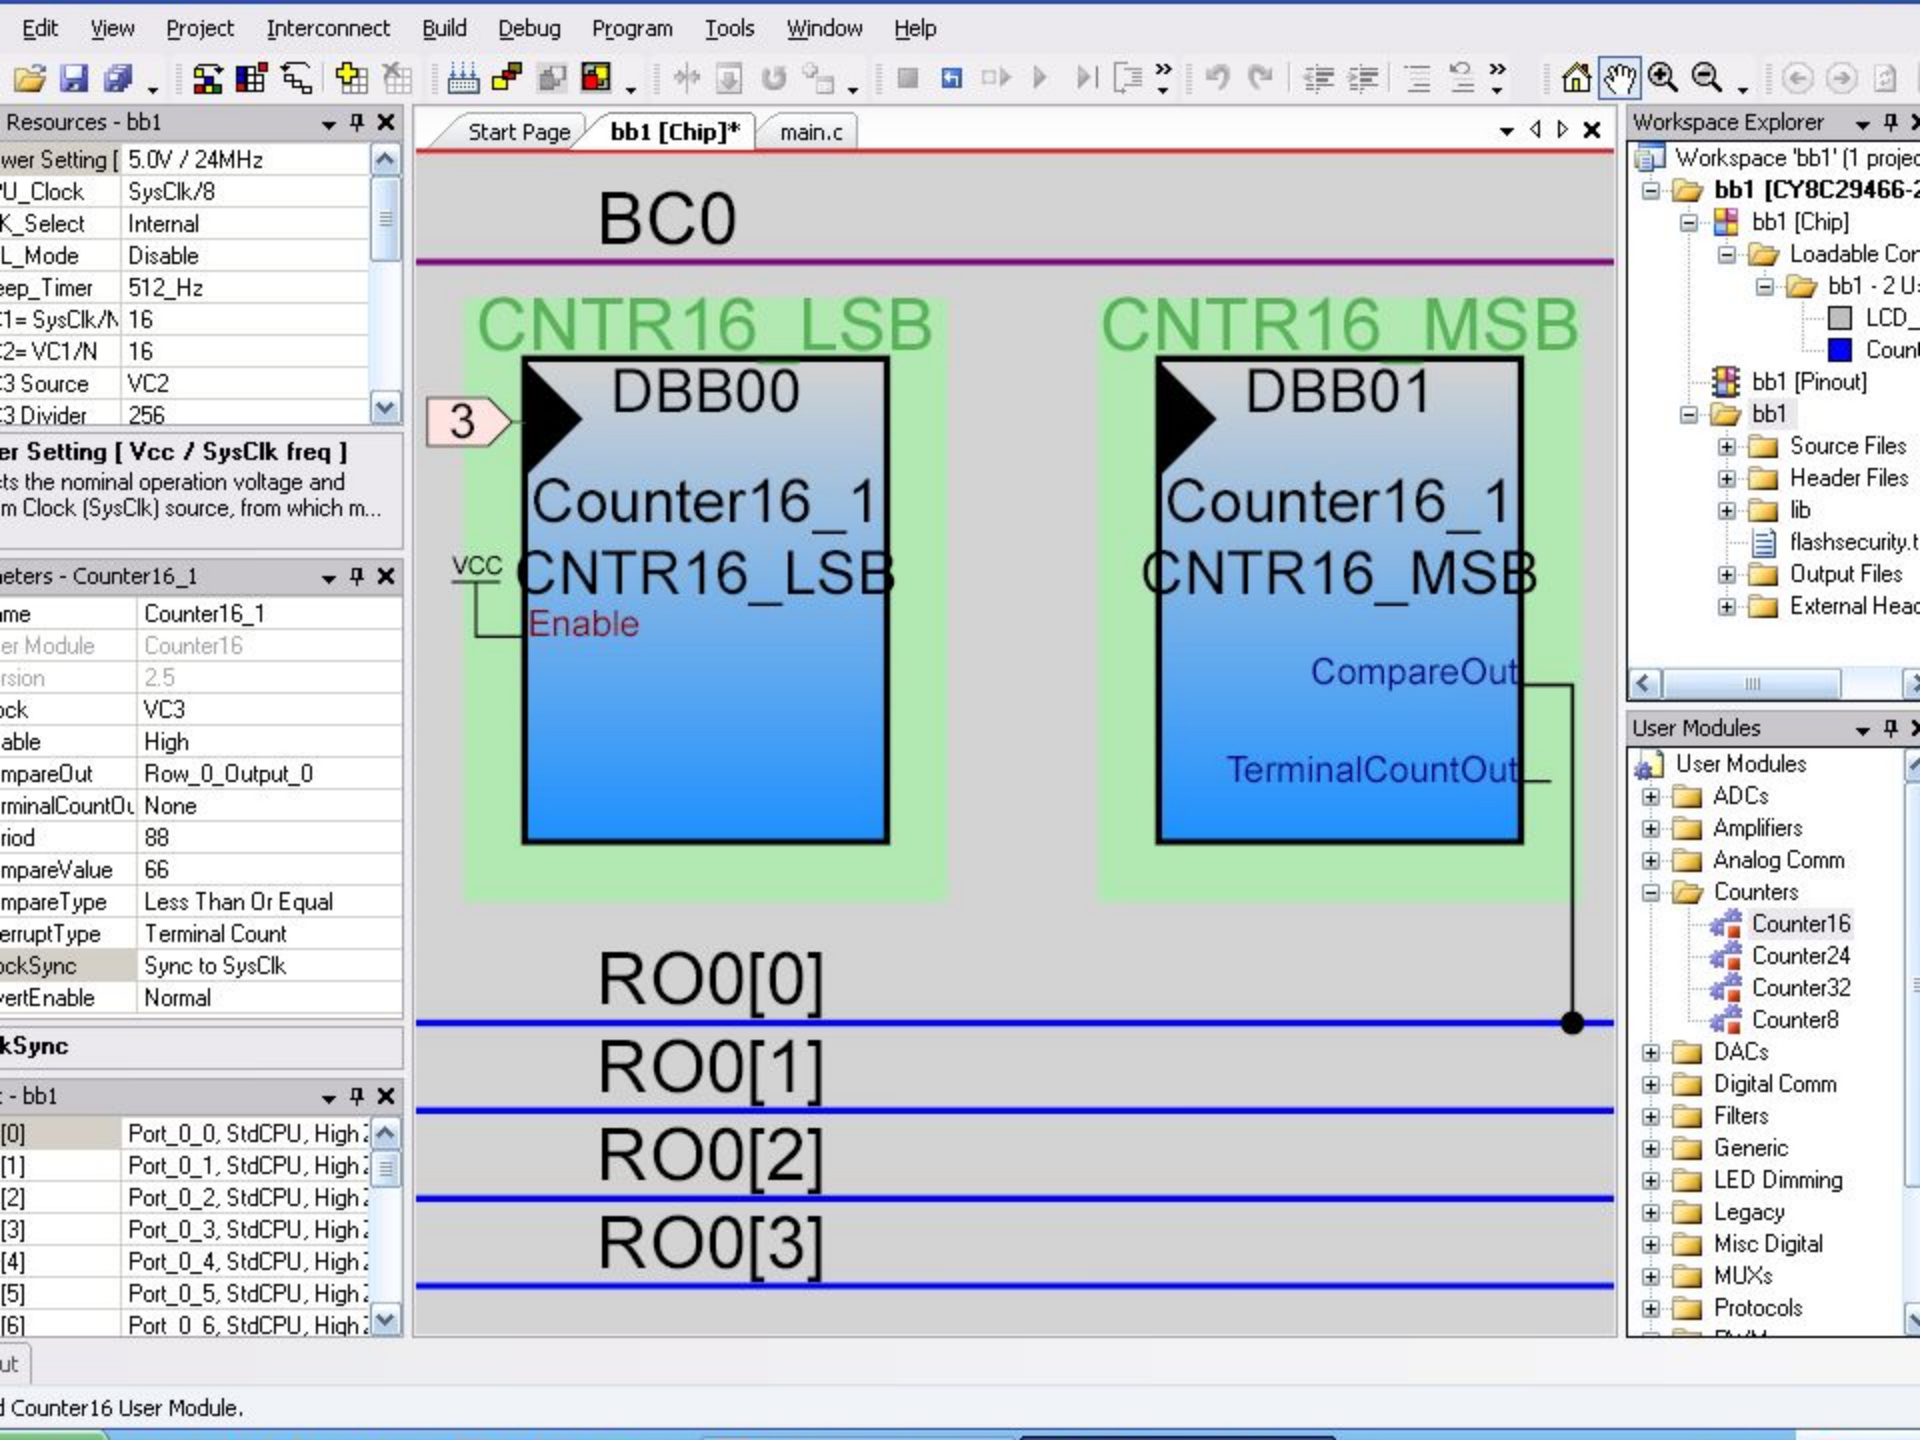 Edit View Project Interconnect Build Debug Program Tools Window Help
Resources - bb1
wer Setting [ 5.0V / 24MHz
'U_Clock SysClk/8
K_Select Internal
L_Mode Disable
eep_Timer 512_Hz
1= SysClk/N 16
2= VC1/N 16
3 Source VC2
3 Divider 256
er Setting [ Vcc / SysClk freq ]
ts the nominal operation voltage and
m Clock (SysClk) source, from which m...
eters - Counter16_1
ame Counter16_1
er Module Counter16
rsion 2.5
ock VC3
able High
mpareOut Row_0_Output_0
rminalCountOu None
riod 88
mpareValue 66
mpareType Less Than Or Equal
erruptType Terminal Count
ockSync Sync to SysClk
vertEnable Normal
kSync
- bb1
[0] Port_0_0, StdCPU, High
[1] Port_0_1, StdCPU, High
[2] Port_0_2, StdCPU, High
[3] Port_0_3, StdCPU, High
[4] Port_0_4, StdCPU, High
[5] Port_0_5, StdCPU, High
[6] Port_0_6, StdCPU, High
ut
d Counter16 User Module.
Start Page bb1 [Chip]* main.c
BC0
CNTR16_LSB CNTR16_MSB
DBB00 DBB01
3
Counter16_1 Counter16_1
VCC
CNTR16_LSB CNTR16_MSB
Enable
CompareOut
TerminalCountOut
RO0[0]
RO0[1]
RO0[2]
RO0[3]
Workspace Explorer
Workspace 'bb1' (1 projec
bb1 [CY8C29466-2
bb1 [Chip]
Loadable Con
bb1 - 2 U
LCD_
Count
bb1 [Pinout]
bb1
Source Files
Header Files
lib
flashsecurity.t
Output Files
External Head
User Modules
User Modules
ADCs
Amplifiers
Analog Comm
Counters
Counter16
Counter24
Counter32
Counter8
DACs
Digital Comm
Filters
Generic
LED Dimming
Legacy
Misc Digital
MUXs
Protocols